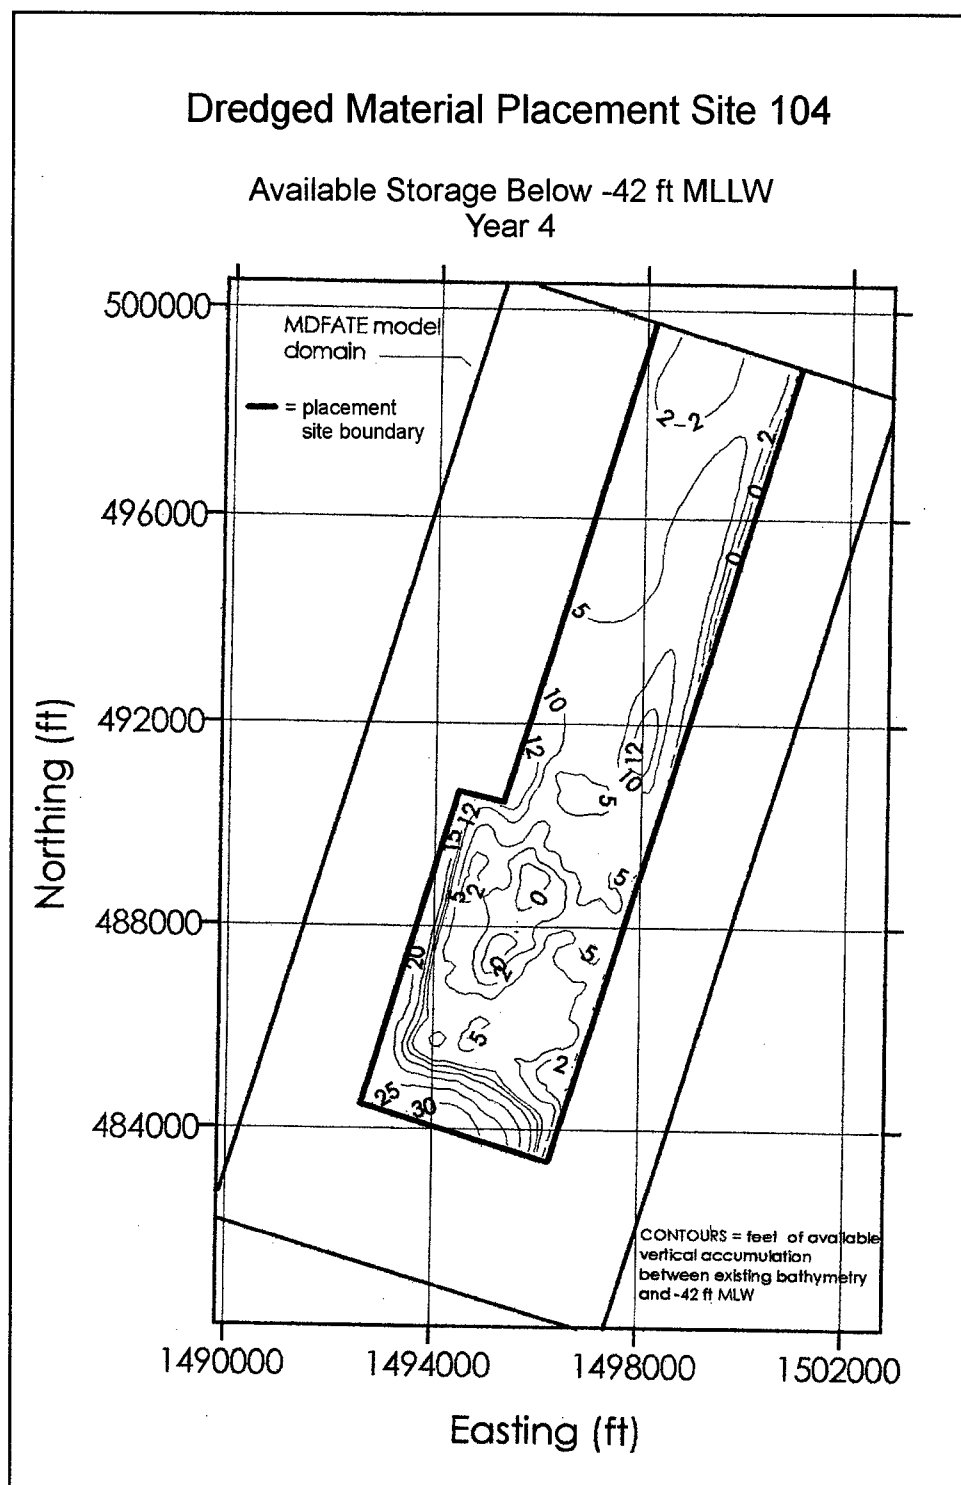 Dredged Material Placement Site 104
Available Storage Below -42 ft MLLW
Year 4
500000
496000
492000
488000
484000
Northing (ft)
MDFATE model
domain
= placement
site boundary
2
2
2
0
0
5
10
12
12
10
5
12
15
5
2
0
5
20
5
0
2
5
2
25
30
CONTOURS = feet of available
vertical accumulation
between existing bathymetry
and -42 ft MLW
1490000
1494000
1498000
1502000
Easting (ft)